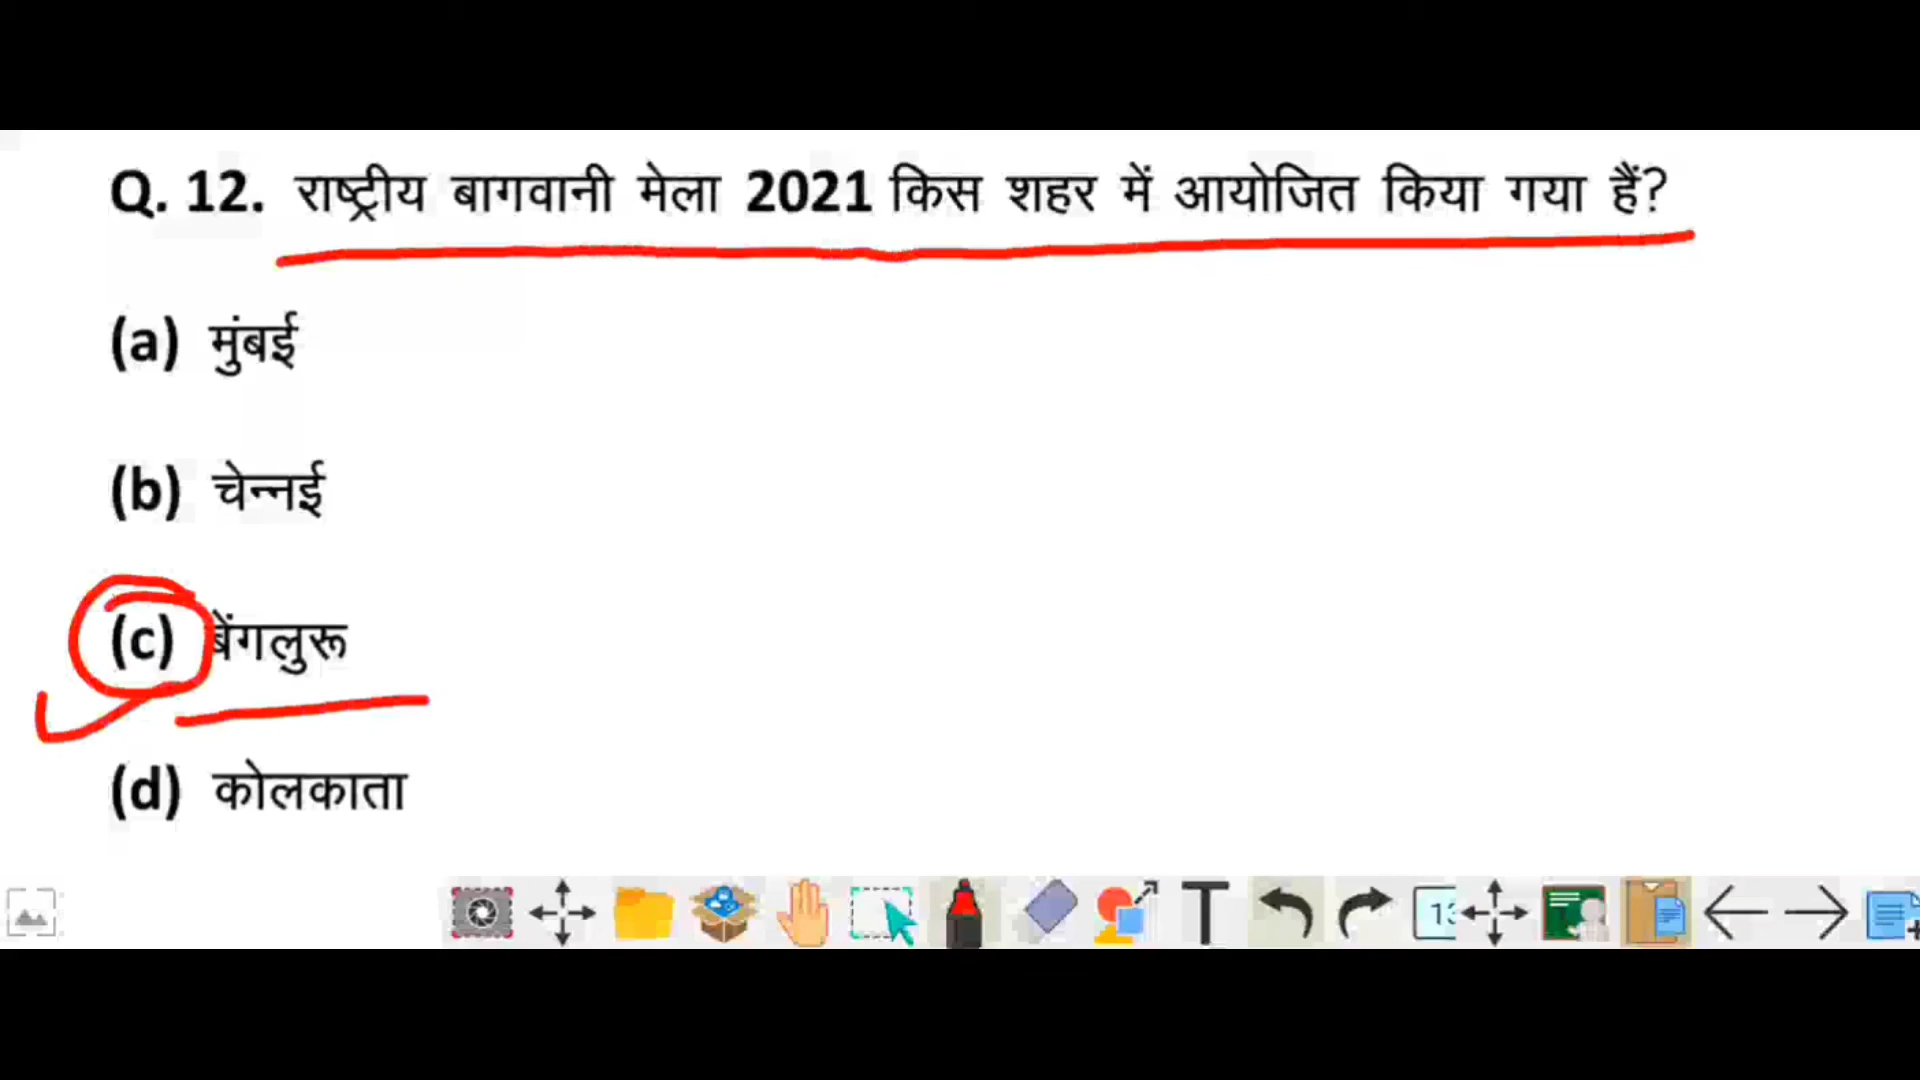 Q. 12. राष्ट्रीय बागवानी मेला 2021 किस शहर में आयोजित किया गया हैं?
(a) मुंबई
(b) चेन्नई
(c) बेंगलुरू
(d) कोलकाता